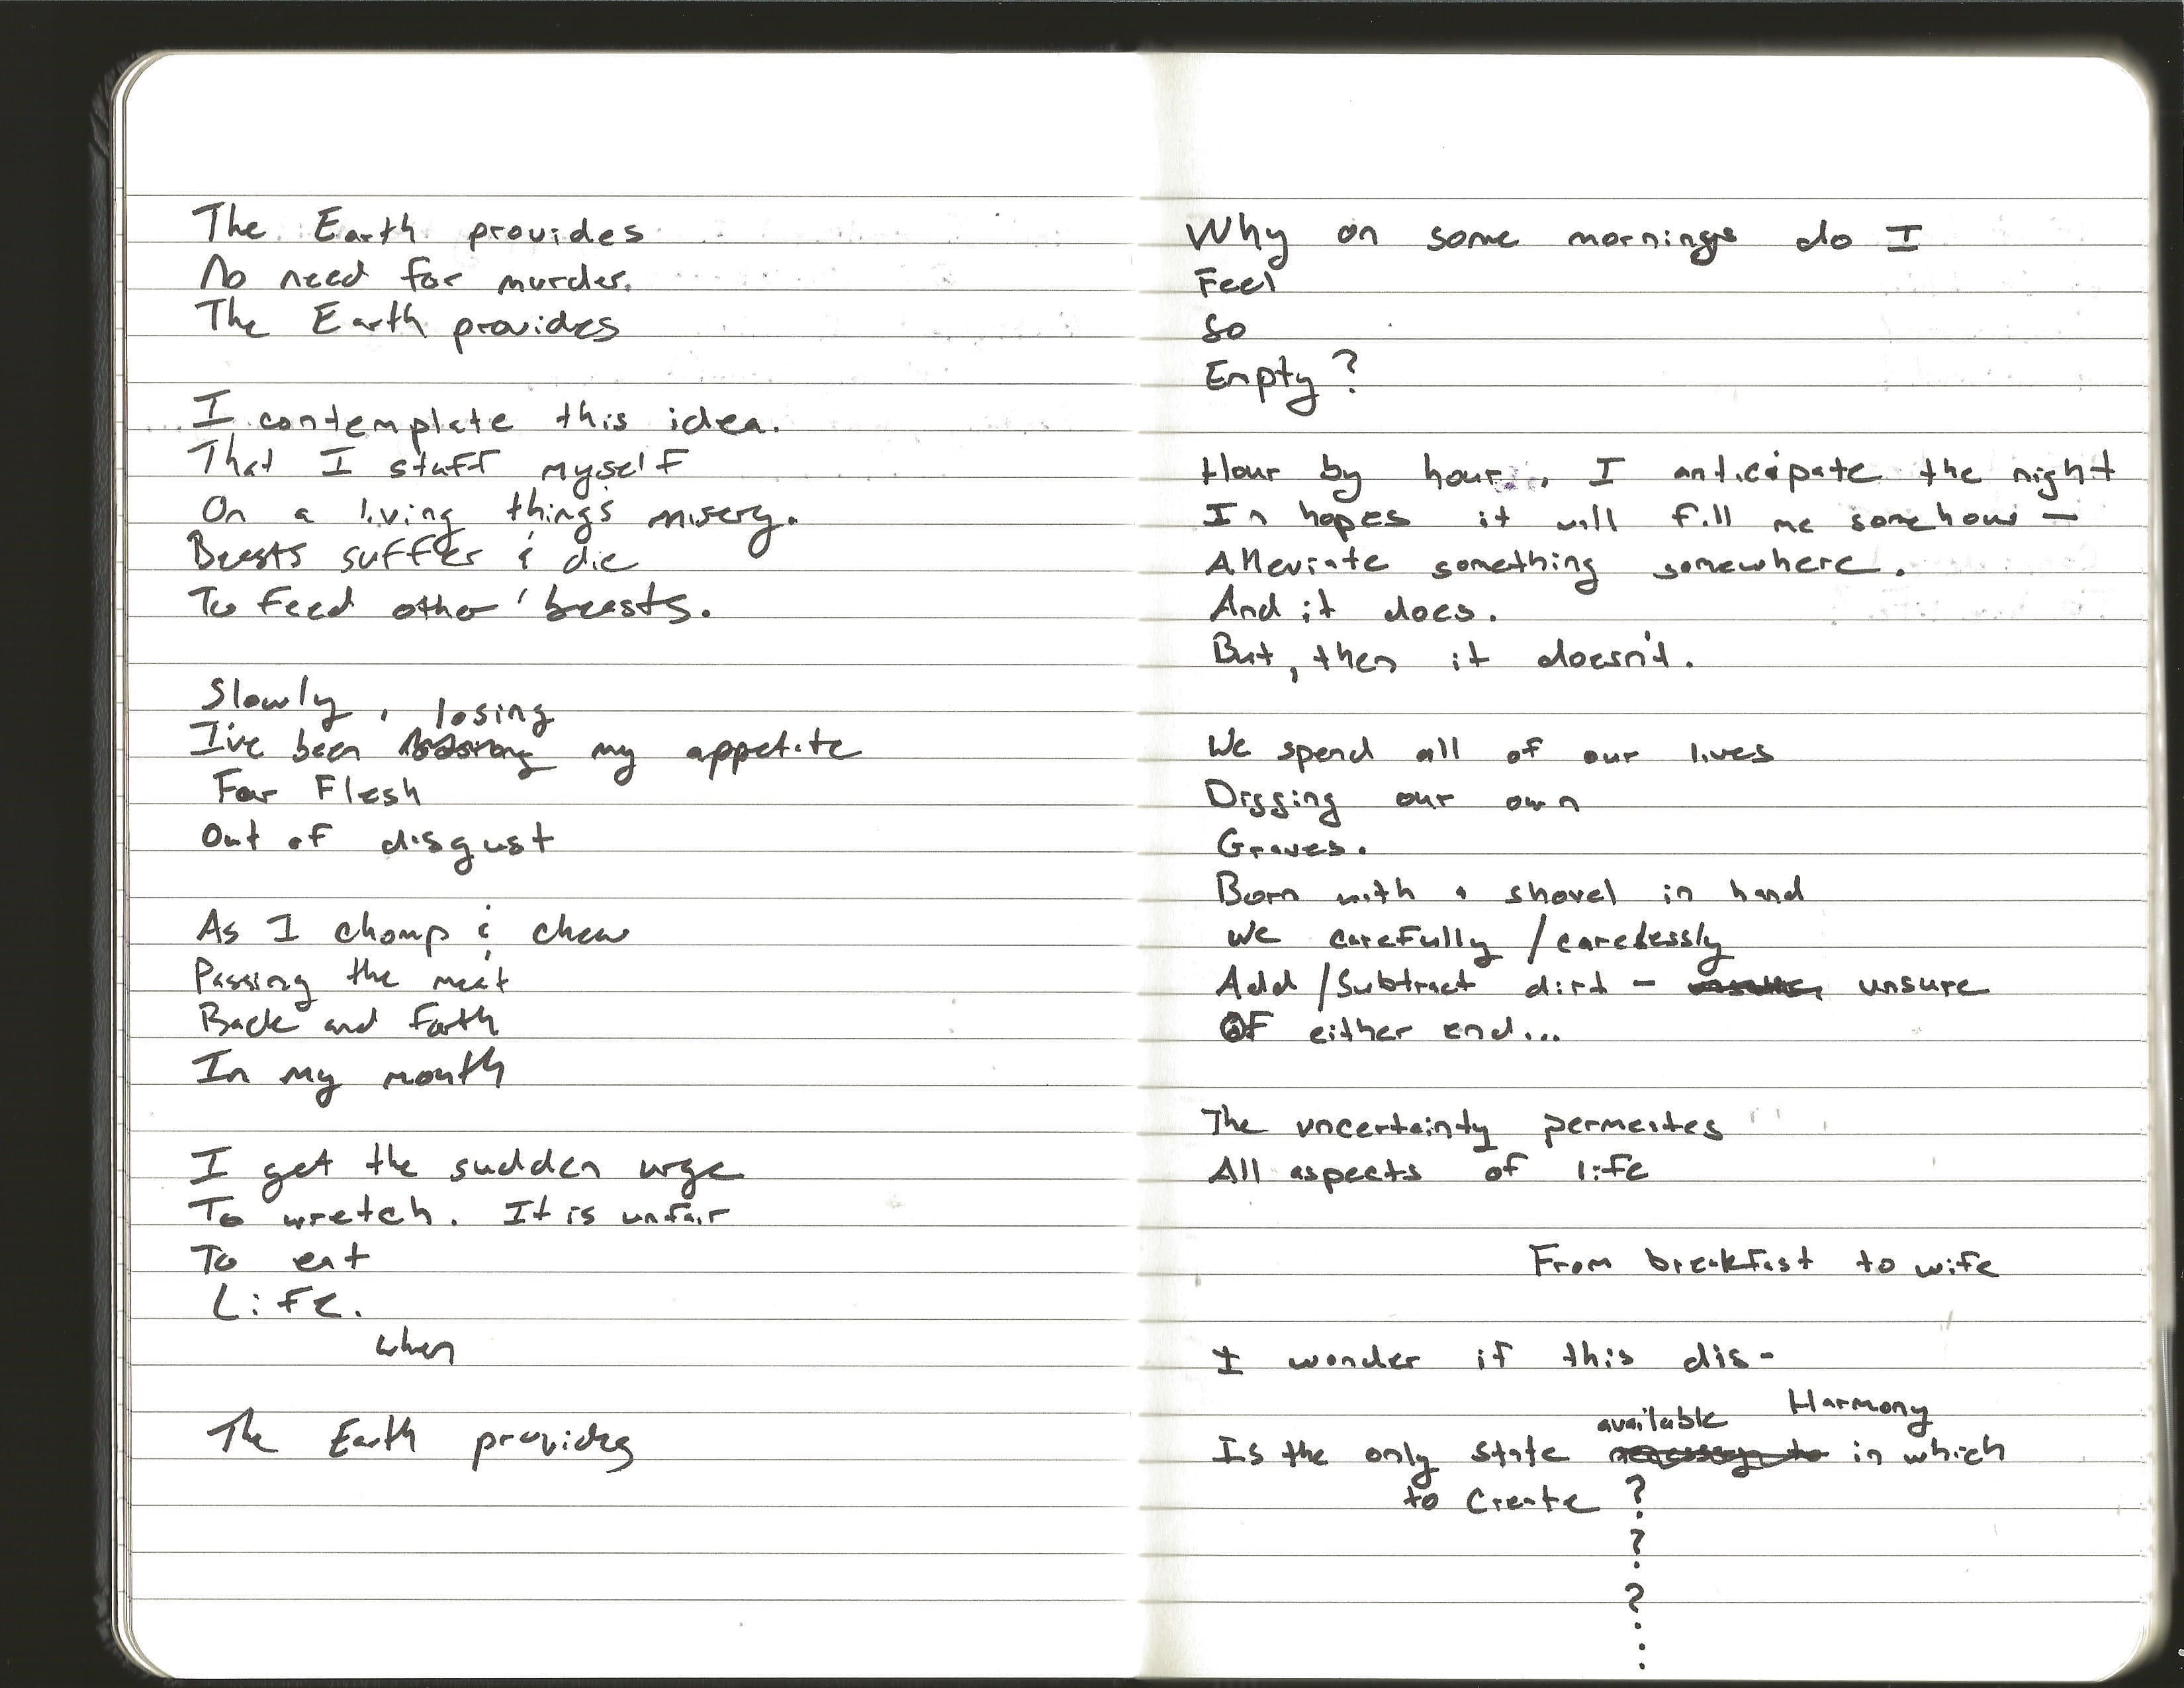 The Earth provides
No need for murder.
The Earth provides
I contemplate this idea.
That I stuff myself
On a living things misery.
Beasts suffer & die
To feed other beasts.
Slowly, losing
I've been my appetite
For Flesh
Out of disgust
As I chomp & chew
Passing the meat
Back and forth
In my mouth
I get the sudden urge
To wretch. It is unfair
To eat
Life.
when
The Earth provides
Why on some mornings do I
Feel
So
Empty?
Hour by hour, I anticipate the night
In hopes it will fill me somehow —
Alleviate something somewhere.
And it does.
But, then it doesn't.
We spend all of our lives
Digging our own
Graves.
Born with a shovel in hand
We carefully / carelessly
Add / Subtract dirt - unsure
Of either end...
The uncertainty permeates
All aspects of life
From breakfast to wife
I wonder if this dis-
Harmony
available
Is the only state in which
to Create ?
?
?